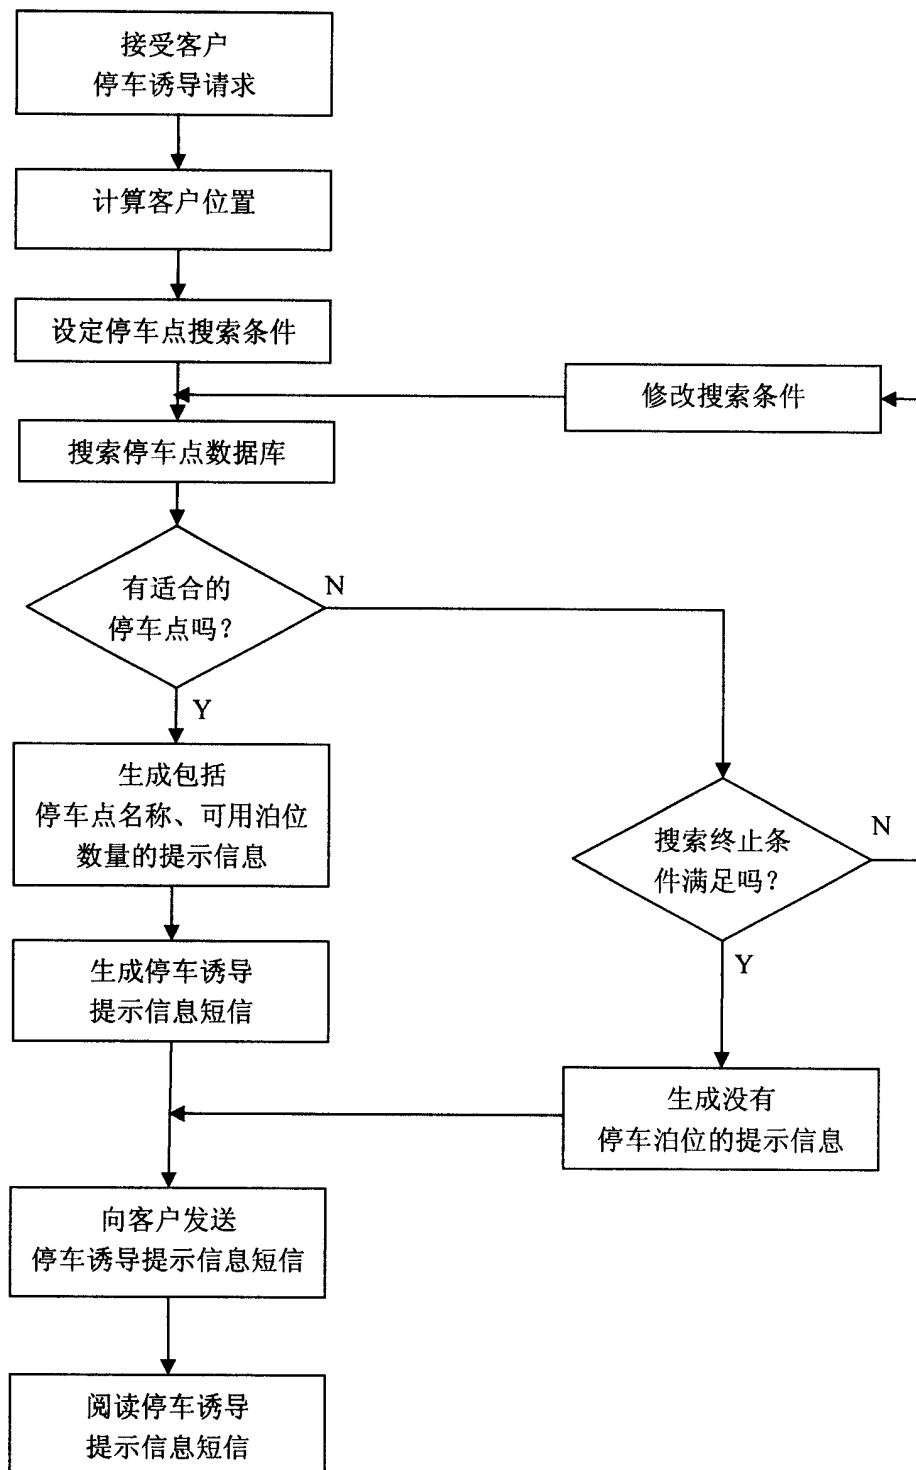 接受客户
停车诱导请求
计算客户位置
设定停车点搜索条件
修改搜索条件
搜索停车点数据库
有适合的
停车点吗？
N
Y
生成包括
停车点名称、可用泊位
数量的提示信息
搜索终止条
件满足吗？
N
Y
生成停车诱导
提示信息短信
生成没有
停车泊位的提示信息
向客户发送
停车诱导提示信息短信
阅读停车诱导
提示信息短信